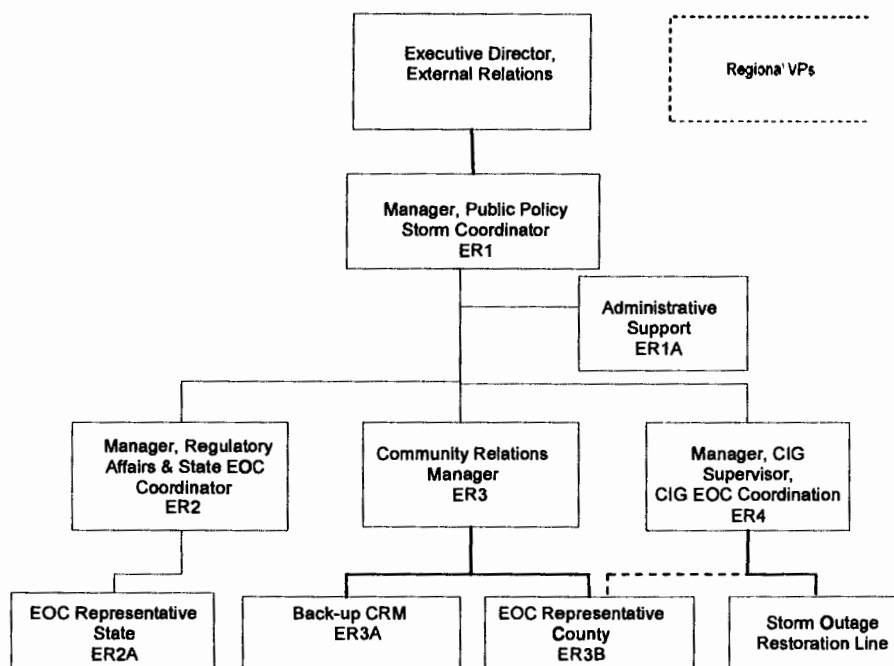 Executive Director,
External Relations
Regional VPs
Manager, Public Policy
Storm Coordinator
ER1
Administrative
Support
ER1A
Manager, Regulatory
Affairs & State EOC
Coordinator
ER2
Community Relations
Manager
ER3
Manager, CIG
Supervisor,
CIG EOC Coordination
ER4
EOC Representative
State
ER2A
Back-up CRM
ER3A
EOC Representative
County
ER3B
Storm Outage
Restoration Line